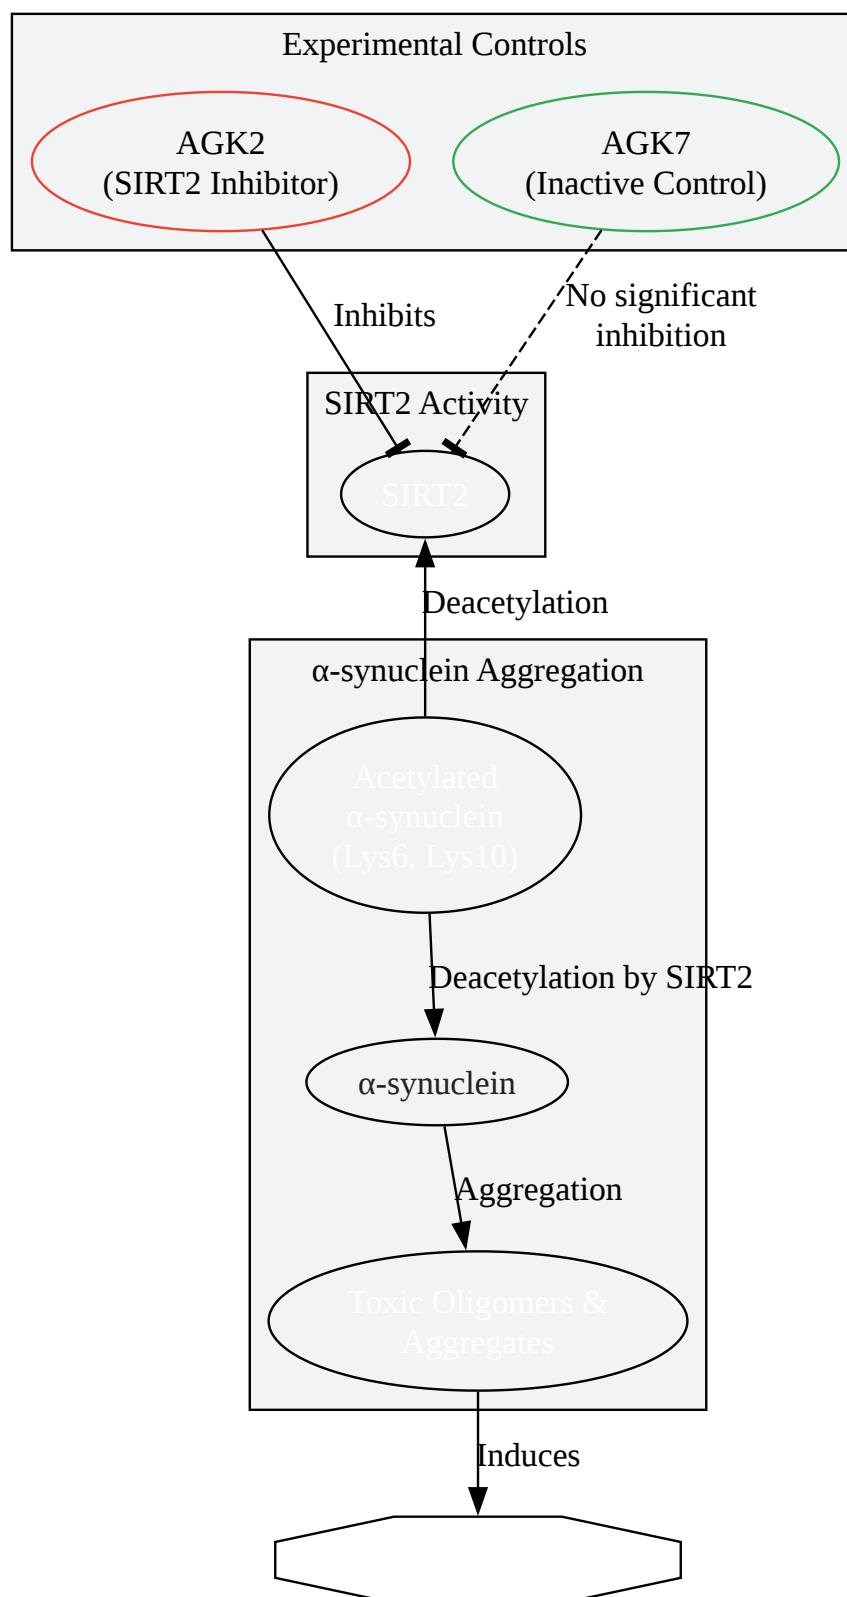 Experimental Controls
AGK2
(SIRT2 Inhibitor)
AGK7
(Inactive Control)
Inhibits
No significant
inhibition
SIRT2 Activity
SIRT2
Deacetylation
α-synuclein Aggregation
Acetylated
α-synuclein
(Lys6, Lys10)
Deacetylation by SIRT2
α-synuclein
Aggregation
Toxic Oligomers &
Aggregates
Induces